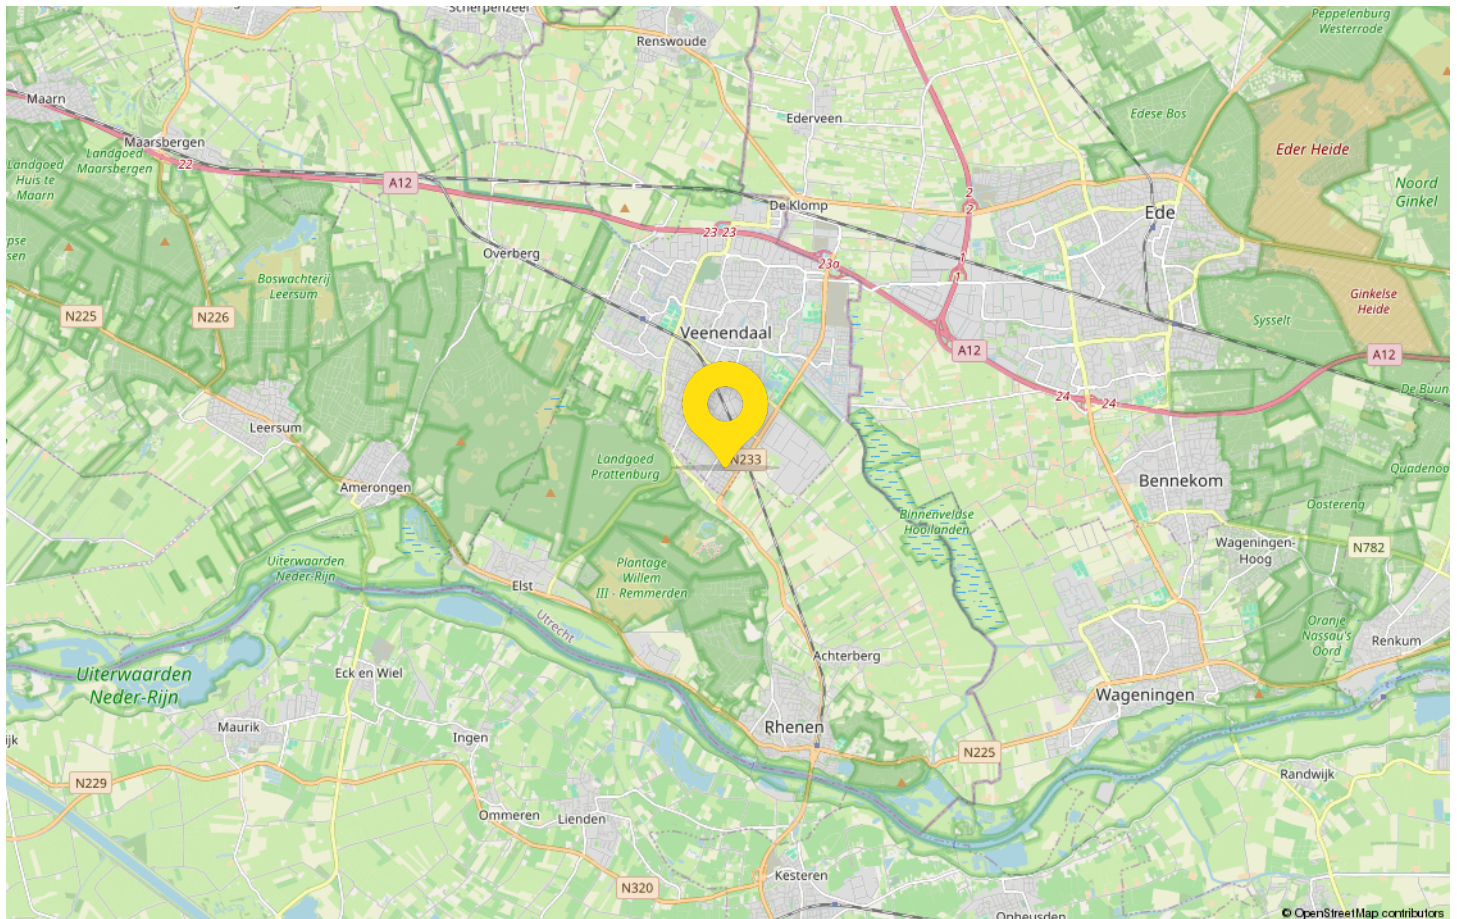 Scherpenzeel
Renswoude
Peppelenburg
Westerrode
Maarn
Ederveen
Edese Bos
Maarsbergen
Landgoed
Maarsbergen
22
Landgoed
Huis te
Maarn
A12
Eder Heide
Noord
Ginkel
2
2
De Klomp
Ede
23 23
Overberg
23a
1
1
Boswachterij
Leersum
Ginkelse
Heide
N225
N226
Sysselt
Veenendaal
A12
A12
24
24
Leersum
N233
Landgoed
Prattenburg
Quadenoo
Bennekom
Amerongen
Oostereng
Binnenveldse
Hooilanden
Wageningen-
Hoog
N782
Uiterwaarden
Neder-Rijn
Plantage
Willem
III - Remmerden
Elst
Utrecht
Oranje
Nassau's
Oord
Renkum
Achterberg
Eck en Wiel
Uiterwaarden
Neder-Rijn
Wageningen
Maurik
Rhenen
Ingen
ijk
N225
N229
Randwijk
Ommeren
Lienden
Kesteren
N320
Opheusden
© OpenStreetMap contributors